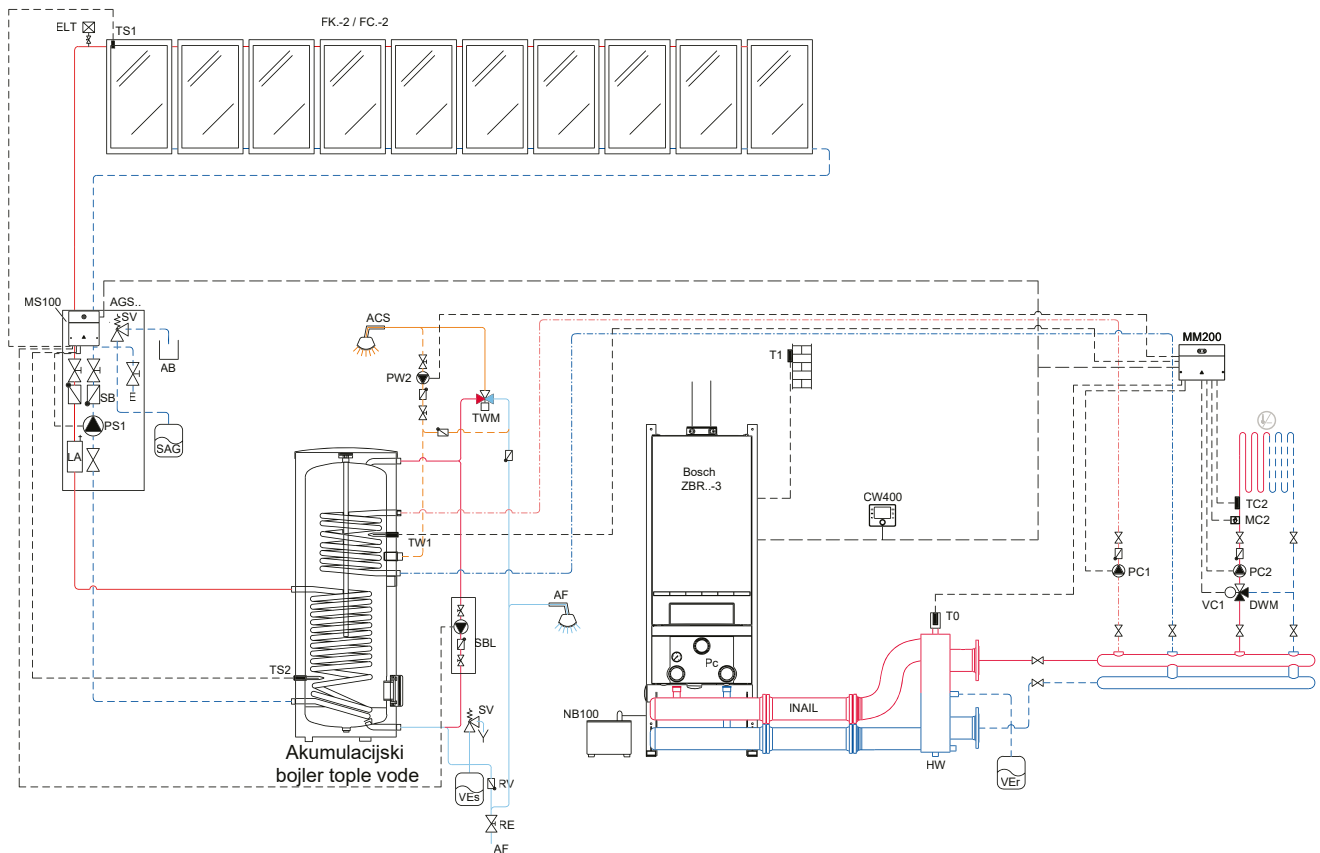 FK.-2 / FC.-2
ELT
TS1
MS100
AGS..
SV
AB
SB
PS1
SAG
LA
ACS
PW2
TWM
T1
MM200
Bosch
ZBR..-3
CW400
TC2
MC2
PC1
PC2
VC1
DWM
TW1
AF
SBL
T0
TS2
Pc
SV
NB100
INAIL
HW
VEr
Akumulacijski
bojler tople vode
VEs
RV
RE
AF